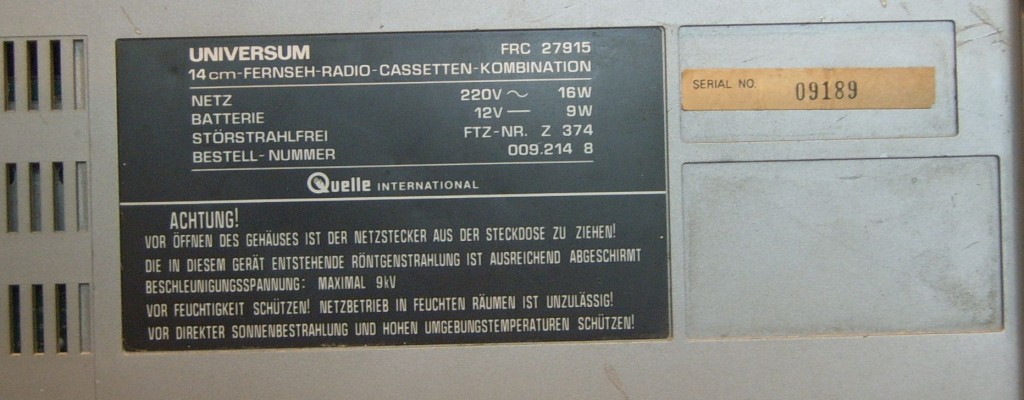 UNIVERSUM FRC 27915
14cm-FERNSEH-RADIO-CASSETTEN-KOMBINATION
NETZ 220V ~ 16W
BATTERIE 12V — 9W
STÖRSTRAHLFREI FTZ-NR. Z 374
BESTELL-NUMMER 009.214 8
Quelle INTERNATIONAL
ACHTUNG!
VOR ÖFFNEN DES GEHÄUSES IST DER NETZSTECKER AUS DER STECKDOSE ZU ZIEHEN!
DIE IN DIESEM GERÄT ENTSTEHENDE RÖNTGENSTRAHLUNG IST AUSREICHEND ABGESCHIRMT
BESCHLEUNIGUNGSSPANNUNG: MAXIMAL 9kV
VOR FEUCHTIGKEIT SCHÜTZEN! NETZBETRIEB IN FEUCHTEN RÄUMEN IST UNZULÄSSIG!
VOR DIREKTER SONNENBESTRAHLUNG UND HOHEN UMGEBUNGSTEMPERATUREN SCHÜTZEN!
SERIAL NO. 09189